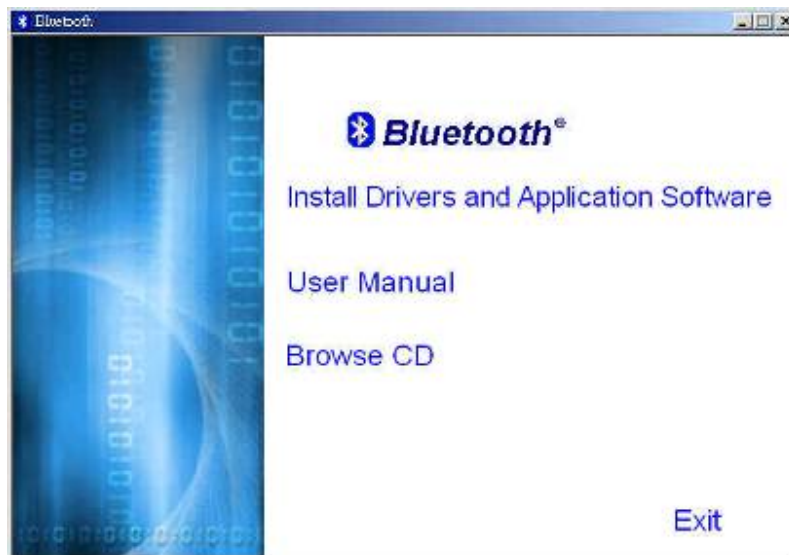 Bluetooth
Bluetooth®
Install Drivers and Application Software
User Manual
Browse CD
Exit